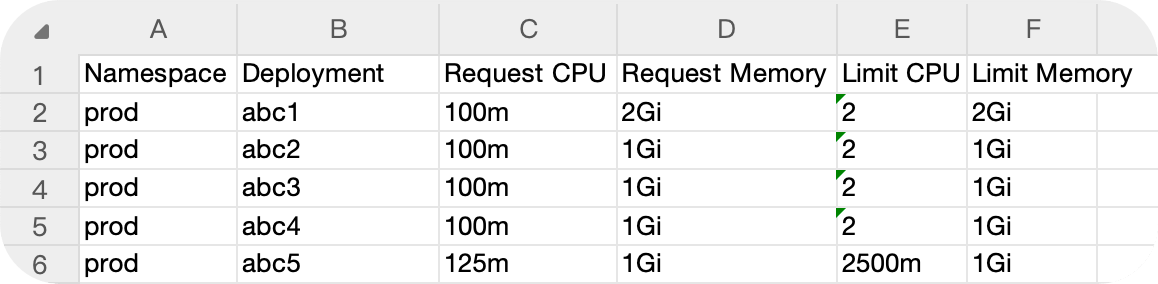 A B C D E F
1 Namespace Deployment Request CPU Request Memory Limit CPU Limit Memory
2 prod abc1 100m 2Gi 2 2Gi
3 prod abc2 100m 1Gi 2 1Gi
4 prod abc3 100m 1Gi 2 1Gi
5 prod abc4 100m 1Gi 2 1Gi
6 prod abc5 125m 1Gi 2500m 1Gi